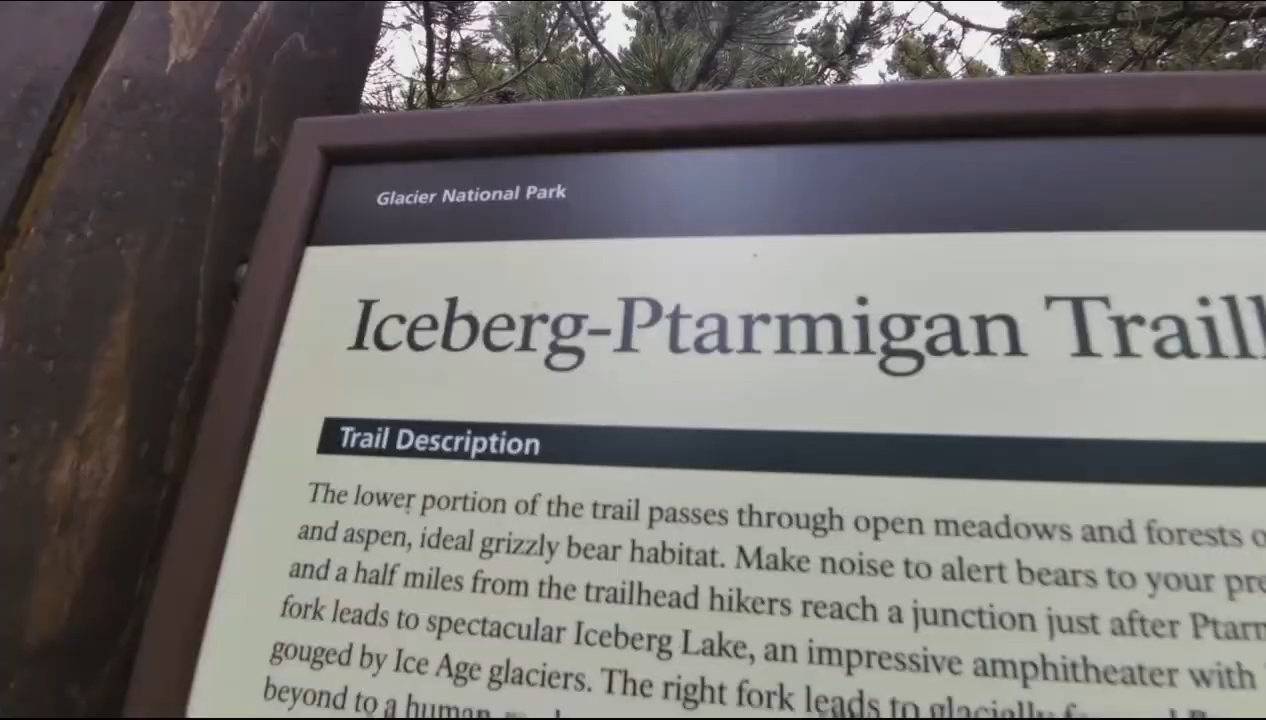 Glacier National Park
Iceberg-Ptarmigan Traill
Trail Description
The lower portion of the trail passes through open meadows and forests
and aspen, ideal grizzly bear habitat. Make noise to alert bears to your
and a half miles from the trailhead hikers reach a junction just after
fork leads to spectacular Iceberg Lake, an impressive amphitheater with
gouged by Ice Age glaciers. The right fork leads to glacially
beyond to a human